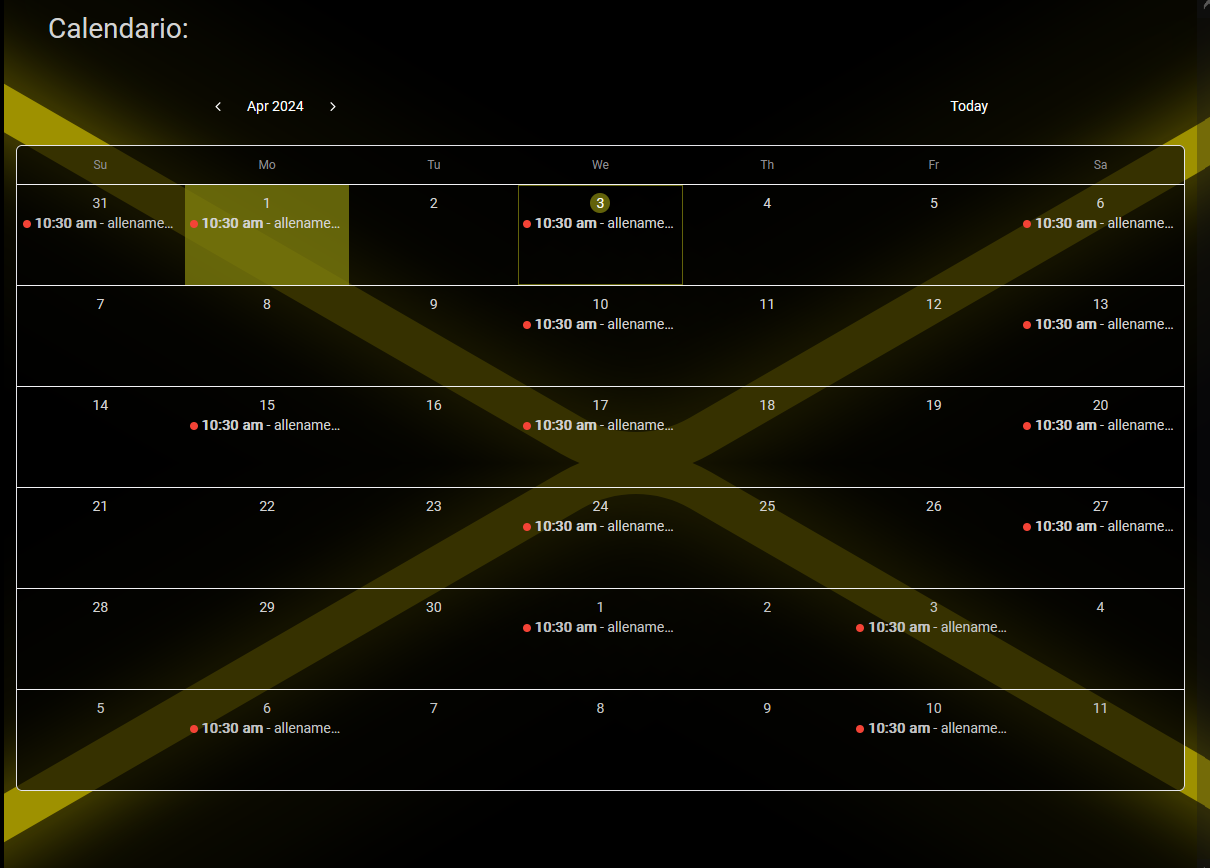 Calendario:
Apr 2024 Today
Su Mo Tu We Th Fr Sa
31 1 2 3 4 5 6
10:30 am - allename... 10:30 am - allename... 10:30 am - allename... 10:30 am - allename...
7 8 9 10 11 12 13
10:30 am - allename... 10:30 am - allename...
14 15 16 17 18 19 20
10:30 am - allename... 10:30 am - allename... 10:30 am - allename...
21 22 23 24 25 26 27
10:30 am - allename... 10:30 am - allename...
28 29 30 1 2 3 4
10:30 am - allename... 10:30 am - allename...
5 6 7 8 9 10 11
10:30 am - allename... 10:30 am - allename...